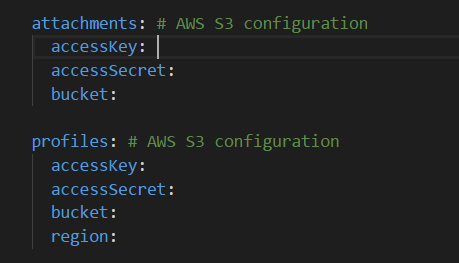 attachments: # AWS S3 configuration
accessKey:
accessSecret:
bucket:
profiles: # AWS S3 configuration
accessKey:
accessSecret:
bucket:
region: